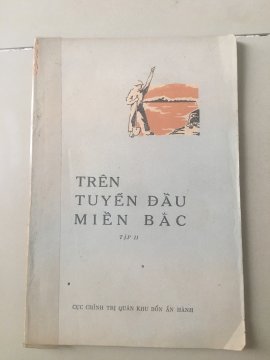 TRÊN
TUYẾN ĐẦU
MIỀN BẮC
TẬP II
CỤC CHÍNH TRỊ QUÂN KHU BỐN ẤN HÀNH